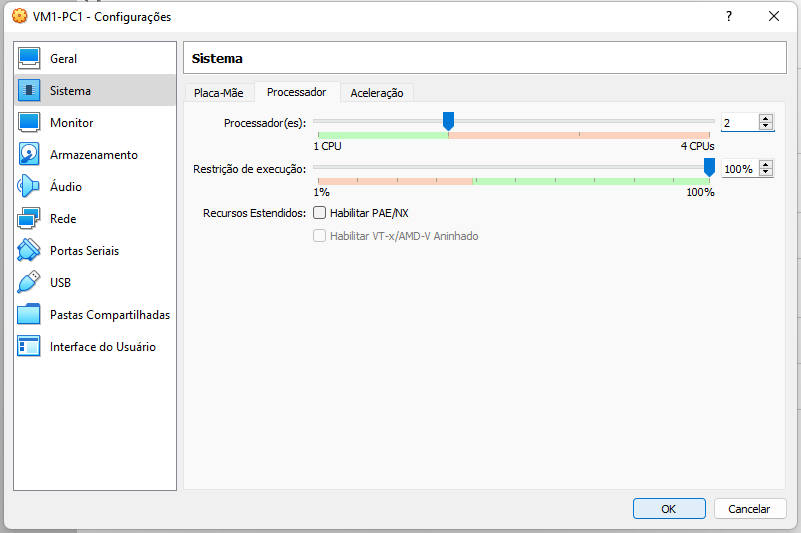 VM1-PC1 - Configurações
?
Geral
Sistema
Monitor
Armazenamento
Áudio
Rede
Portas Seriais
USB
Pastas Compartilhadas
Interface do Usuário
Sistema
Placa-Mãe Processador Aceleração
Processador(es): 2
1 CPU 4 CPUs
Restrição de execução: 100%
1% 100%
Recursos Estendidos: Habilitar PAE/NX
Habilitar VT-x/AMD-V Aninhado
OK Cancelar